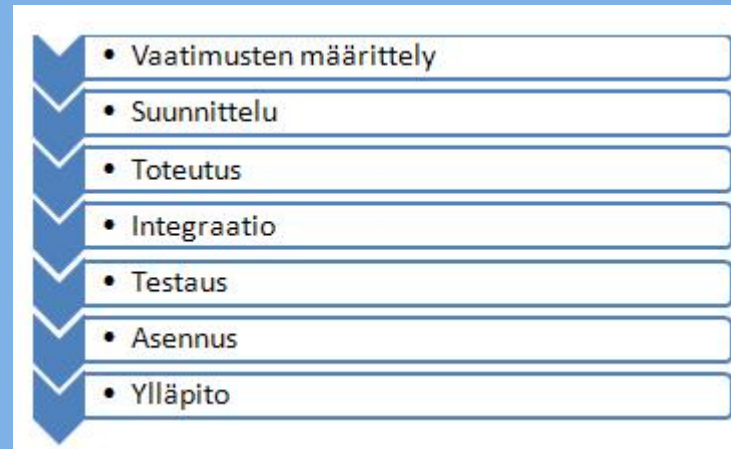 • Vaatimusten määrittely
• Suunnittelu
• Toteutus
• Integraatio
• Testaus
• Asennus
• Ylläpito